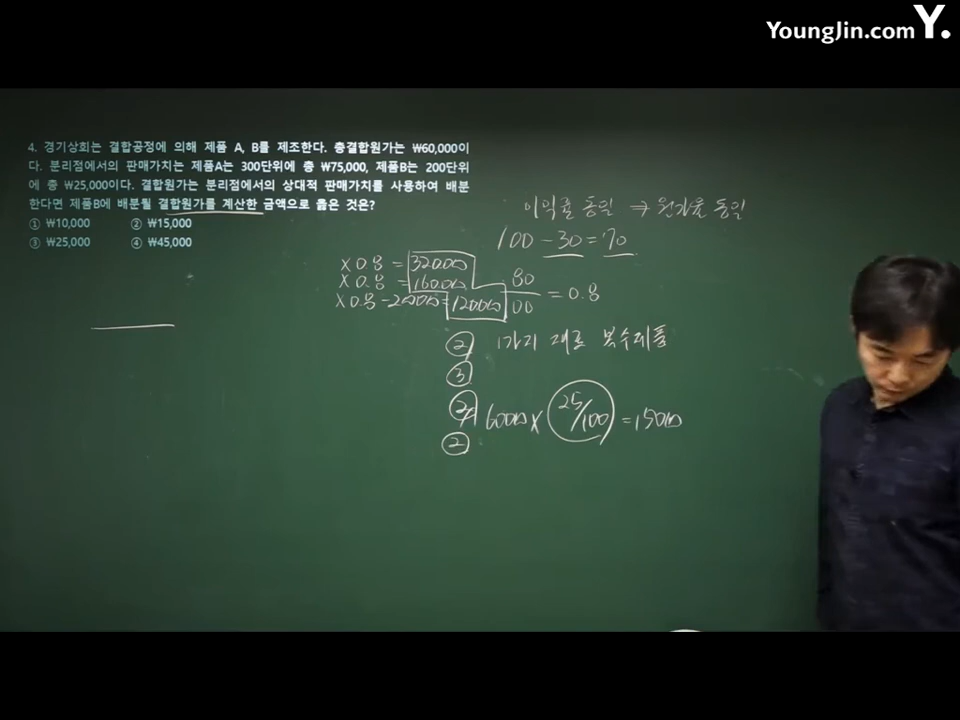 YoungJin.com Y.
4. 경기상회는 결합공정에 의해 제품 A, B를 제조한다. 총결합원가는 ₩60,000이
다. 분리점에서의 판매가치는 제품A는 300단위에 총 ₩75,000, 제품B는 200단위
에 총 ₩25,000이다. 결합원가는 분리점에서의 상대적 판매가치를 사용하여 배분
한다면 제품B에 배분될 결합원가를 계산한 금액으로 옳은 것은?
① ₩10,000 ② ₩15,000
③ ₩25,000 ④ ₩45,000
이익률 동일 ⇒ 원가율 동일
100 - 30 = 70
X 0.8 = 32000
X 0.8 = 16000
80
X 0.8 - 20000 = 12000
= 0.8
② 1가지 재료 복수제품
③
② 60000 X 25/100 = 15000
②